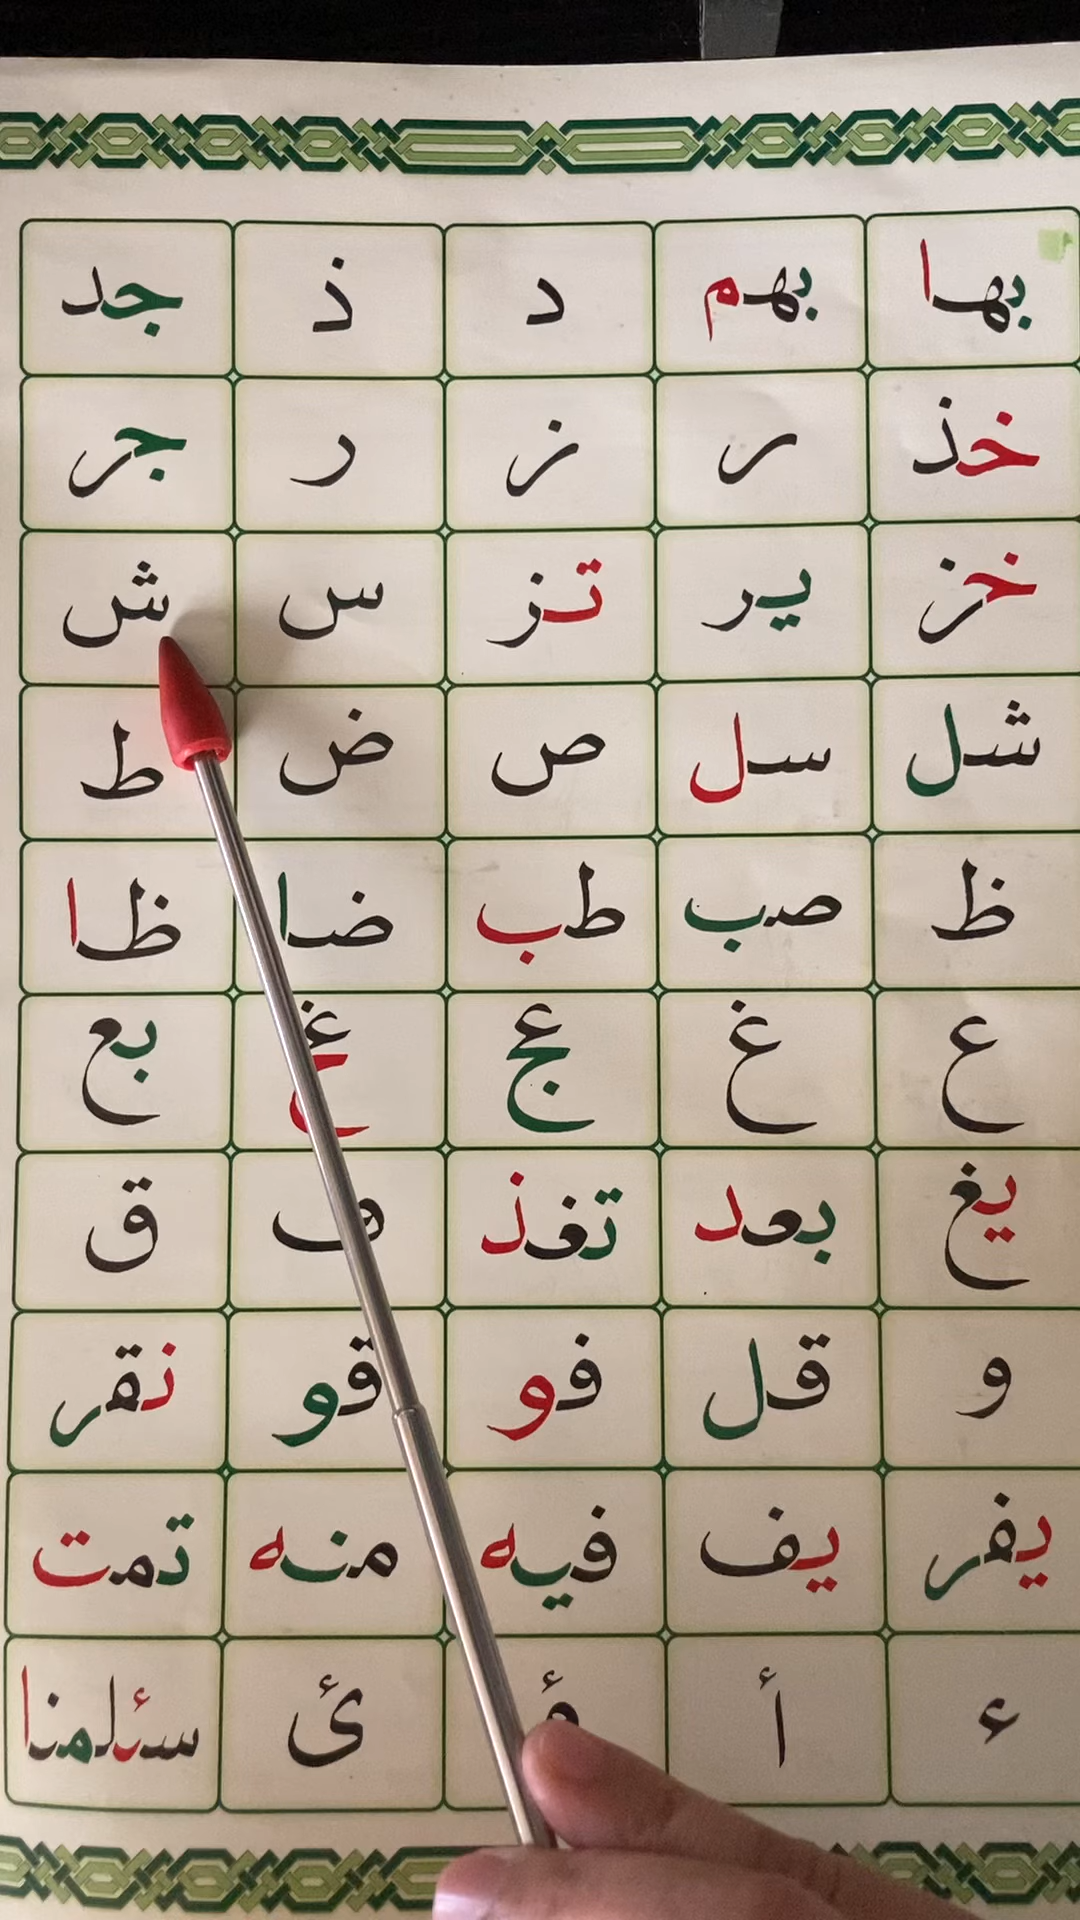 بها بهم د ذ جد
خذ ر ز ر جر
خز ير تز س ش
شل سل ص ض ط
ظ صب طب ضا ظا
ع غ عج بع
يغ بعد تغذ ف ق
و قل فو قو نقر
يفر يف فيه منه تمت
ء أ ؤ ئ سئلمنا